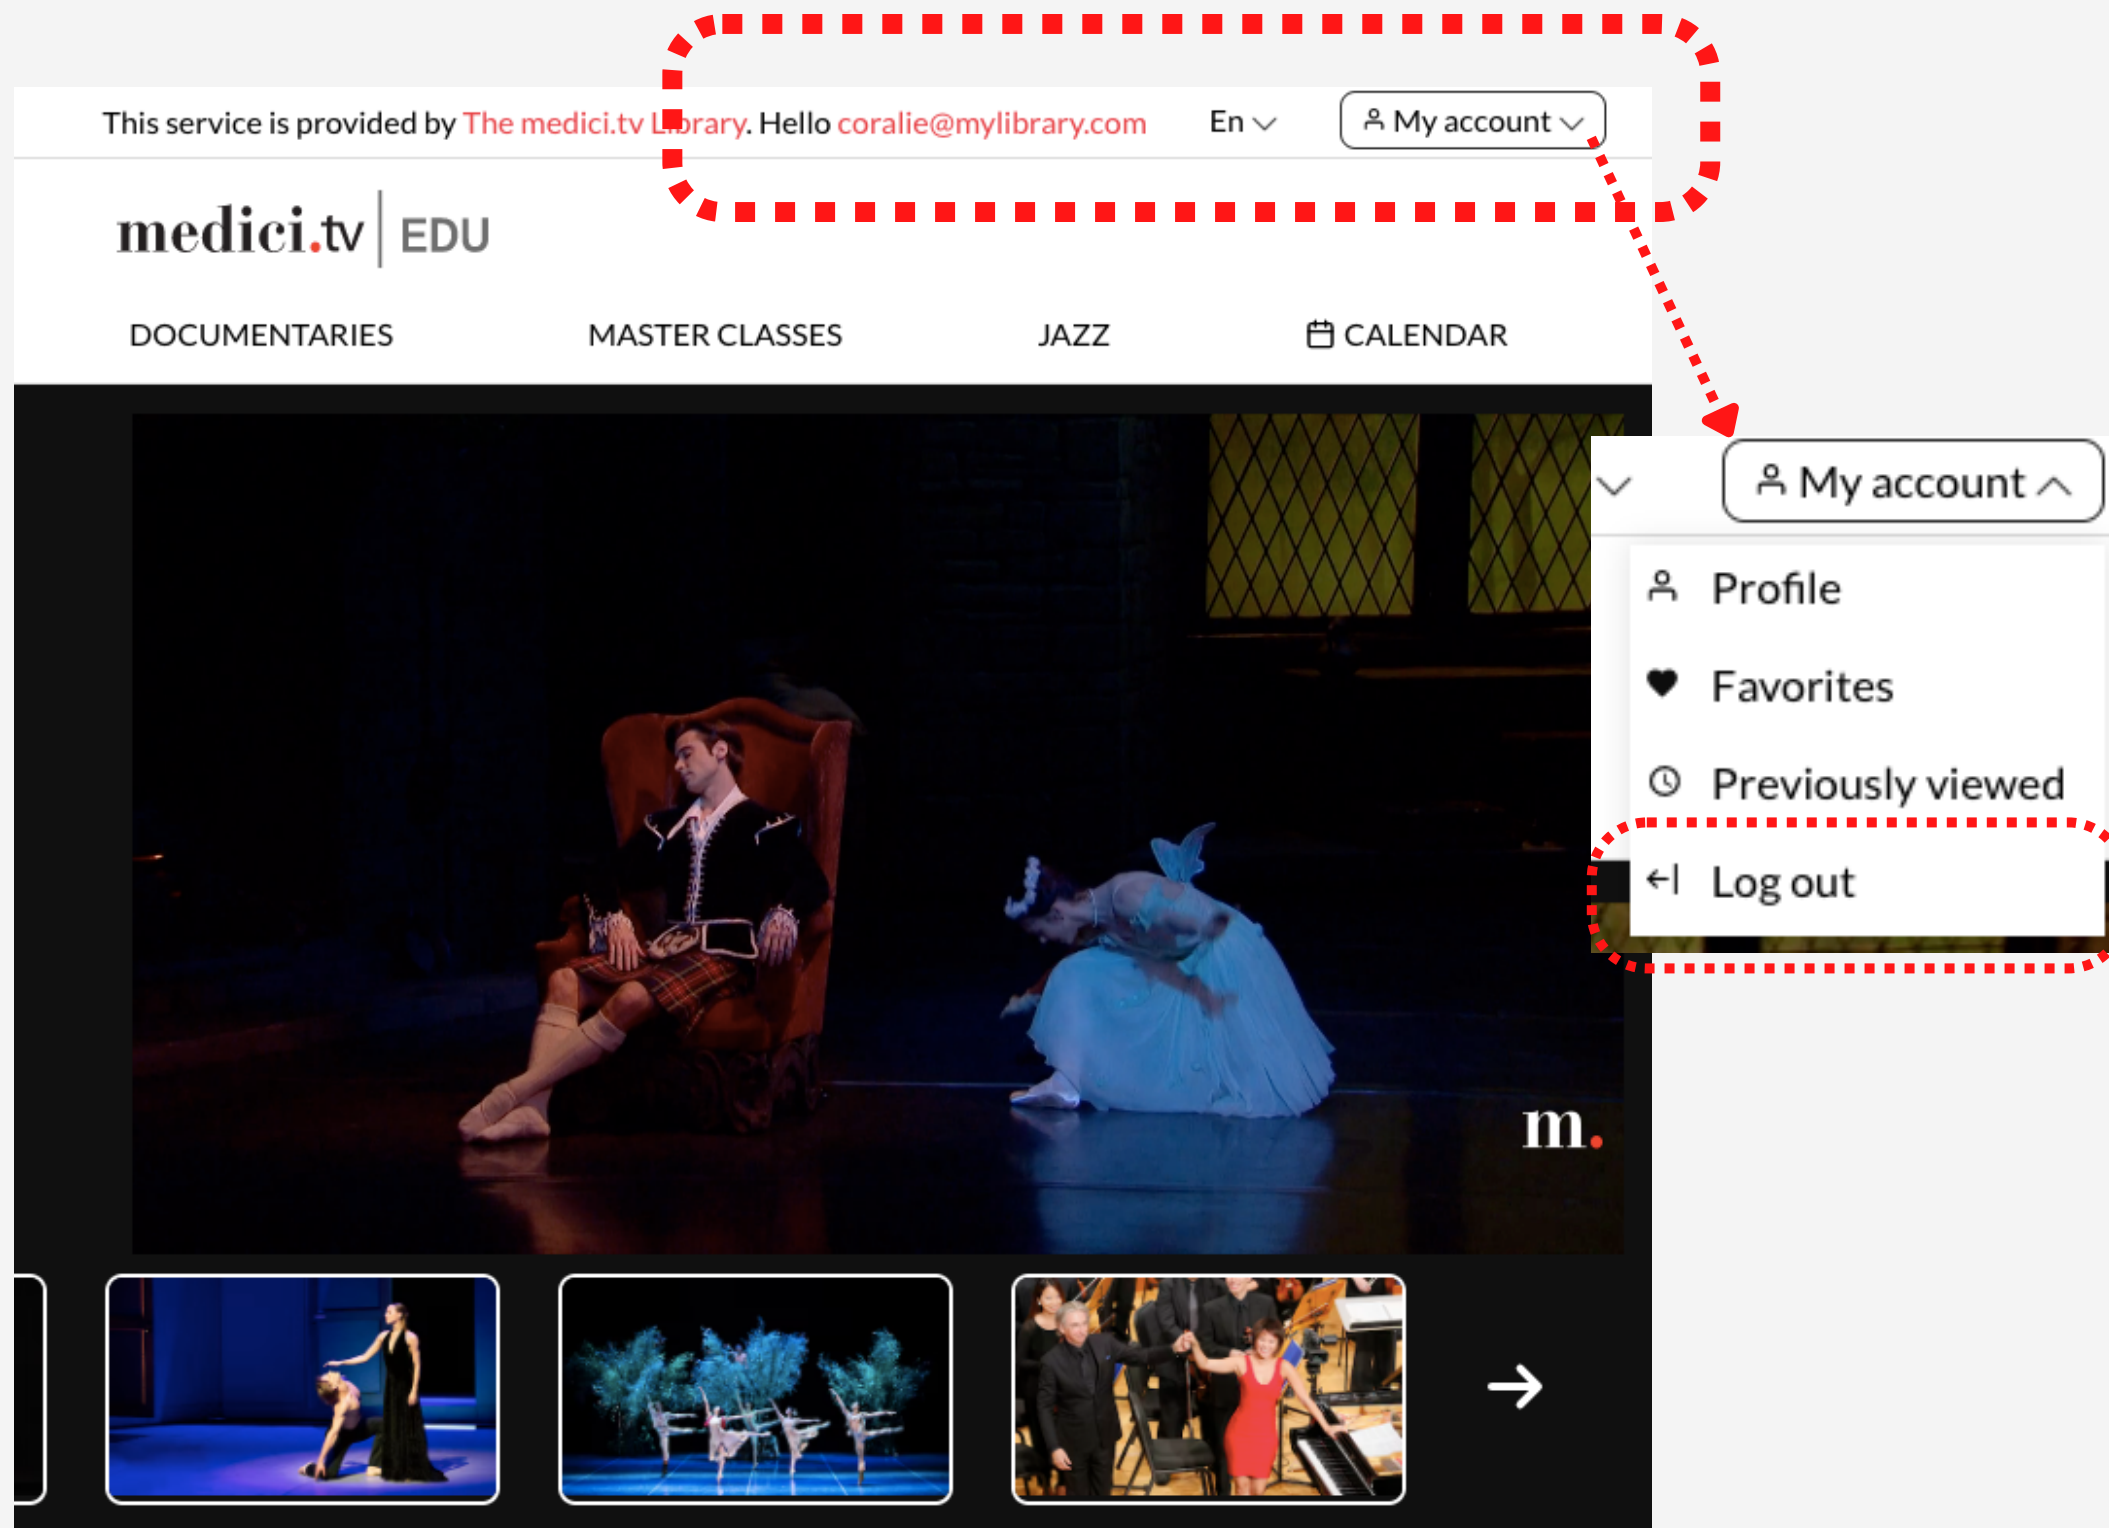 This service is provided by The medici.tv Library. Hello coralie@mylibrary.com En My account
medici.tv EDU
DOCUMENTARIES MASTER CLASSES JAZZ CALENDAR
My account
Profile
Favorites
Previously viewed
Log out
m.